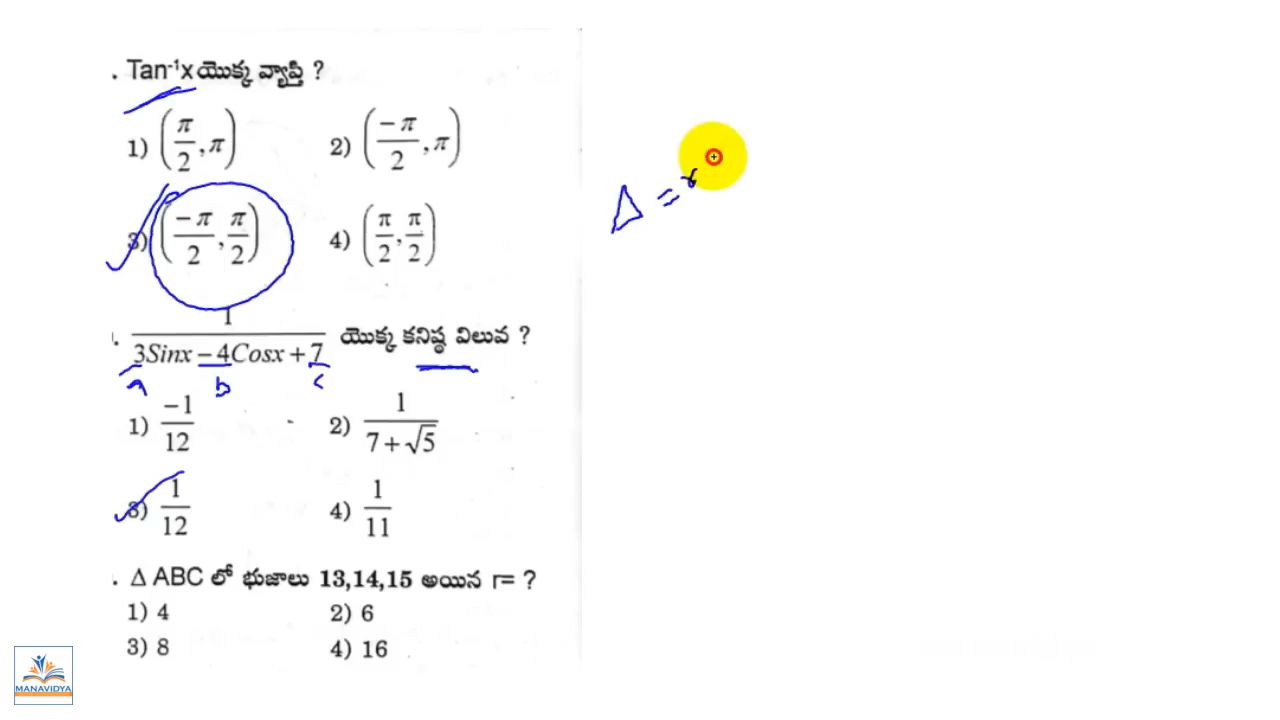 . Tan⁻¹x యొక్క వ్యాప్తి ?
1) (π/2, π) 2) (-π/2, π)
3) (-π/2, π/2) 4) (π/2, π/2)
. 1/(3Sinx – 4Cosx + 7) యొక్క కనిష్ఠ విలువ ?
a b c
1) -1/12 2) 1/(7+√5)
3) 1/12 4) 1/11
. Δ ABC లో భుజాలు 13,14,15 అయిన r= ?
1) 4 2) 6
3) 8 4) 16
Δ =
MANAVIDYA